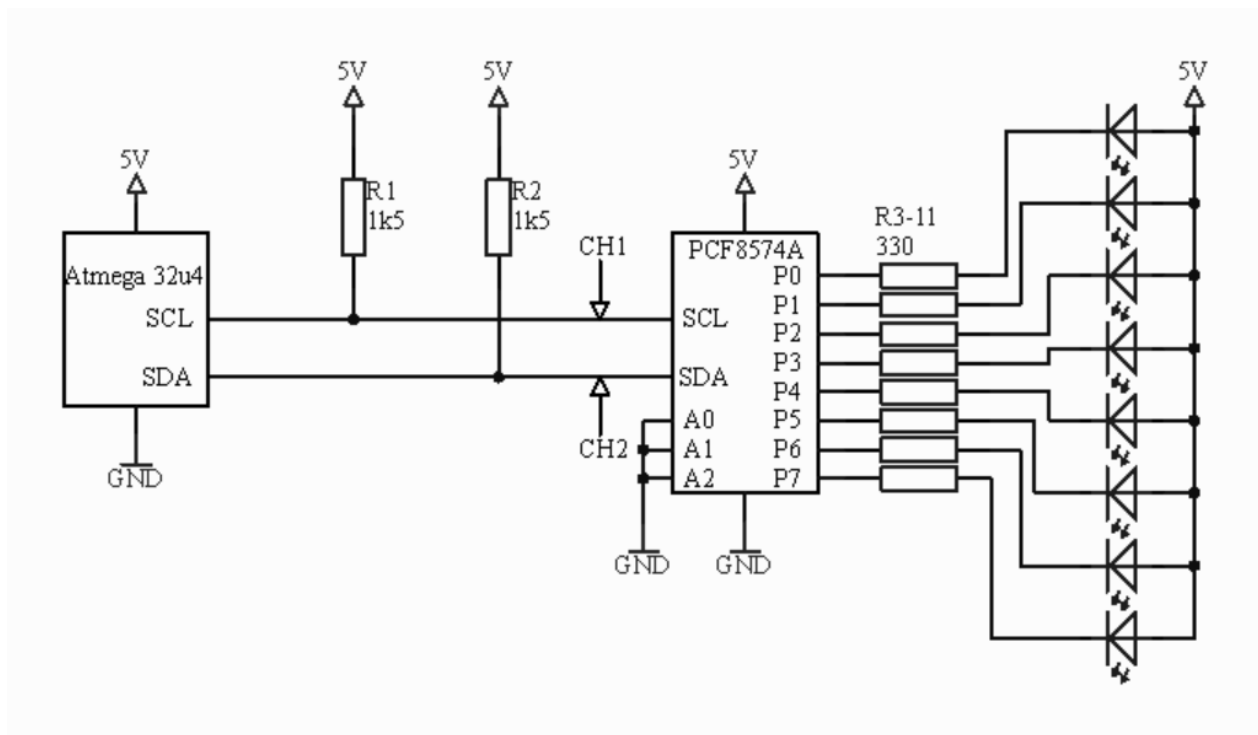 5V
5V
5V
R1
1k5
R2
1k5
5V
5V
Atmega 32u4
SCL
SDA
GND
CH1
CH2
PCF8574A
SCL
SDA
A0
A1
A2
P0
P1
P2
P3
P4
P5
P6
P7
GND
GND
R3-11
330